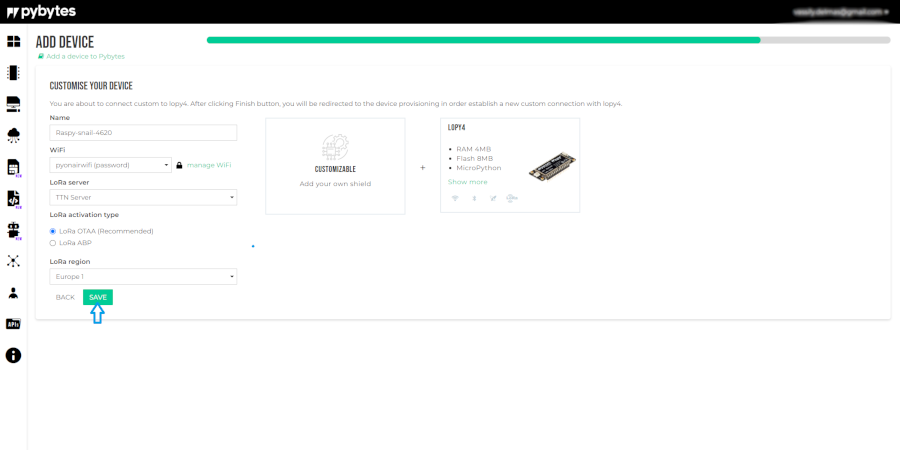 pybytes
ADD DEVICE
Add a device to Pybytes
CUSTOMISE YOUR DEVICE
You are about to connect custom to lopy4. After clicking Finish button, you will be redirected to the device provisioning in order establish a new custom connection with lopy4.
Name
Raspy-snail-4620
WiFi
pyonairwifi (password)
manage WiFi
LoRa server
TTN Server
LoRa activation type
LoRa OTAA (Recommended)
LoRa ABP
LoRa region
Europe 1
BACK
SAVE
CUSTOMIZABLE
Add your own shield
+
LOPY4
RAM 4MB
Flash 8MB
MicroPython
Show more
APIs